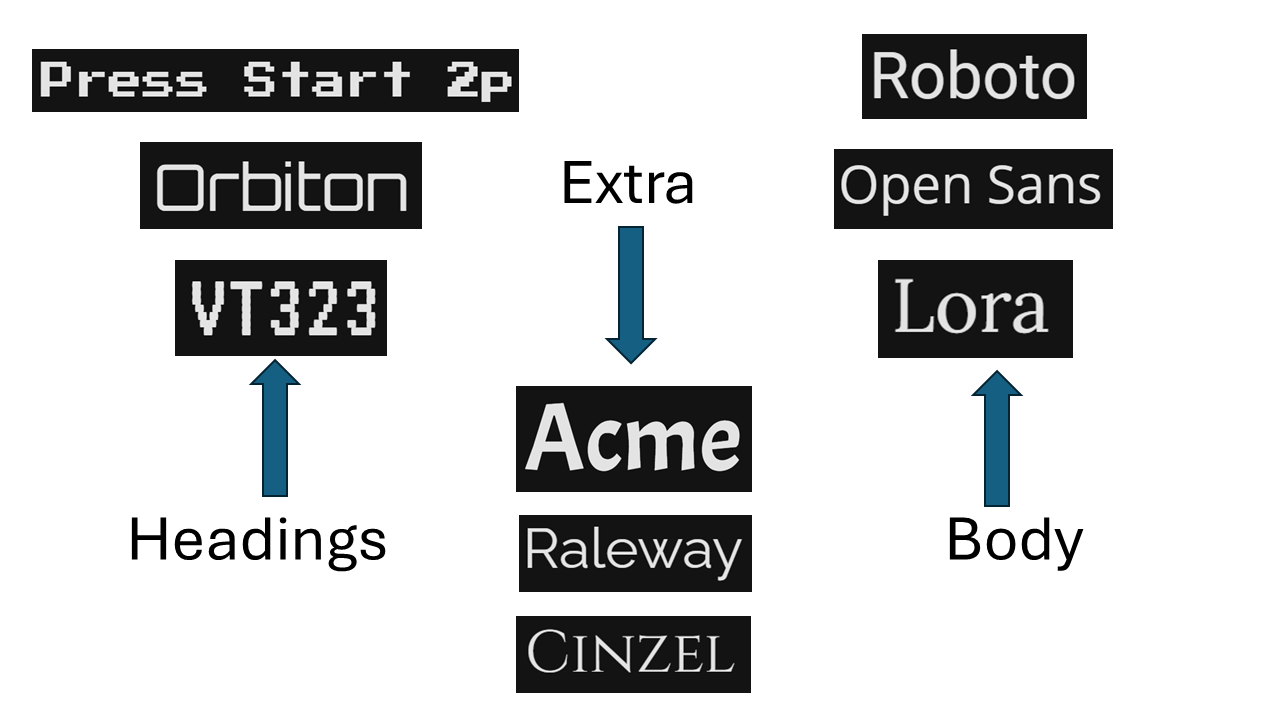 Press Start 2p
Orbiton
VT323
Headings
Extra
Acme
Raleway
CINZEL
Roboto
Open Sans
Lora
Body